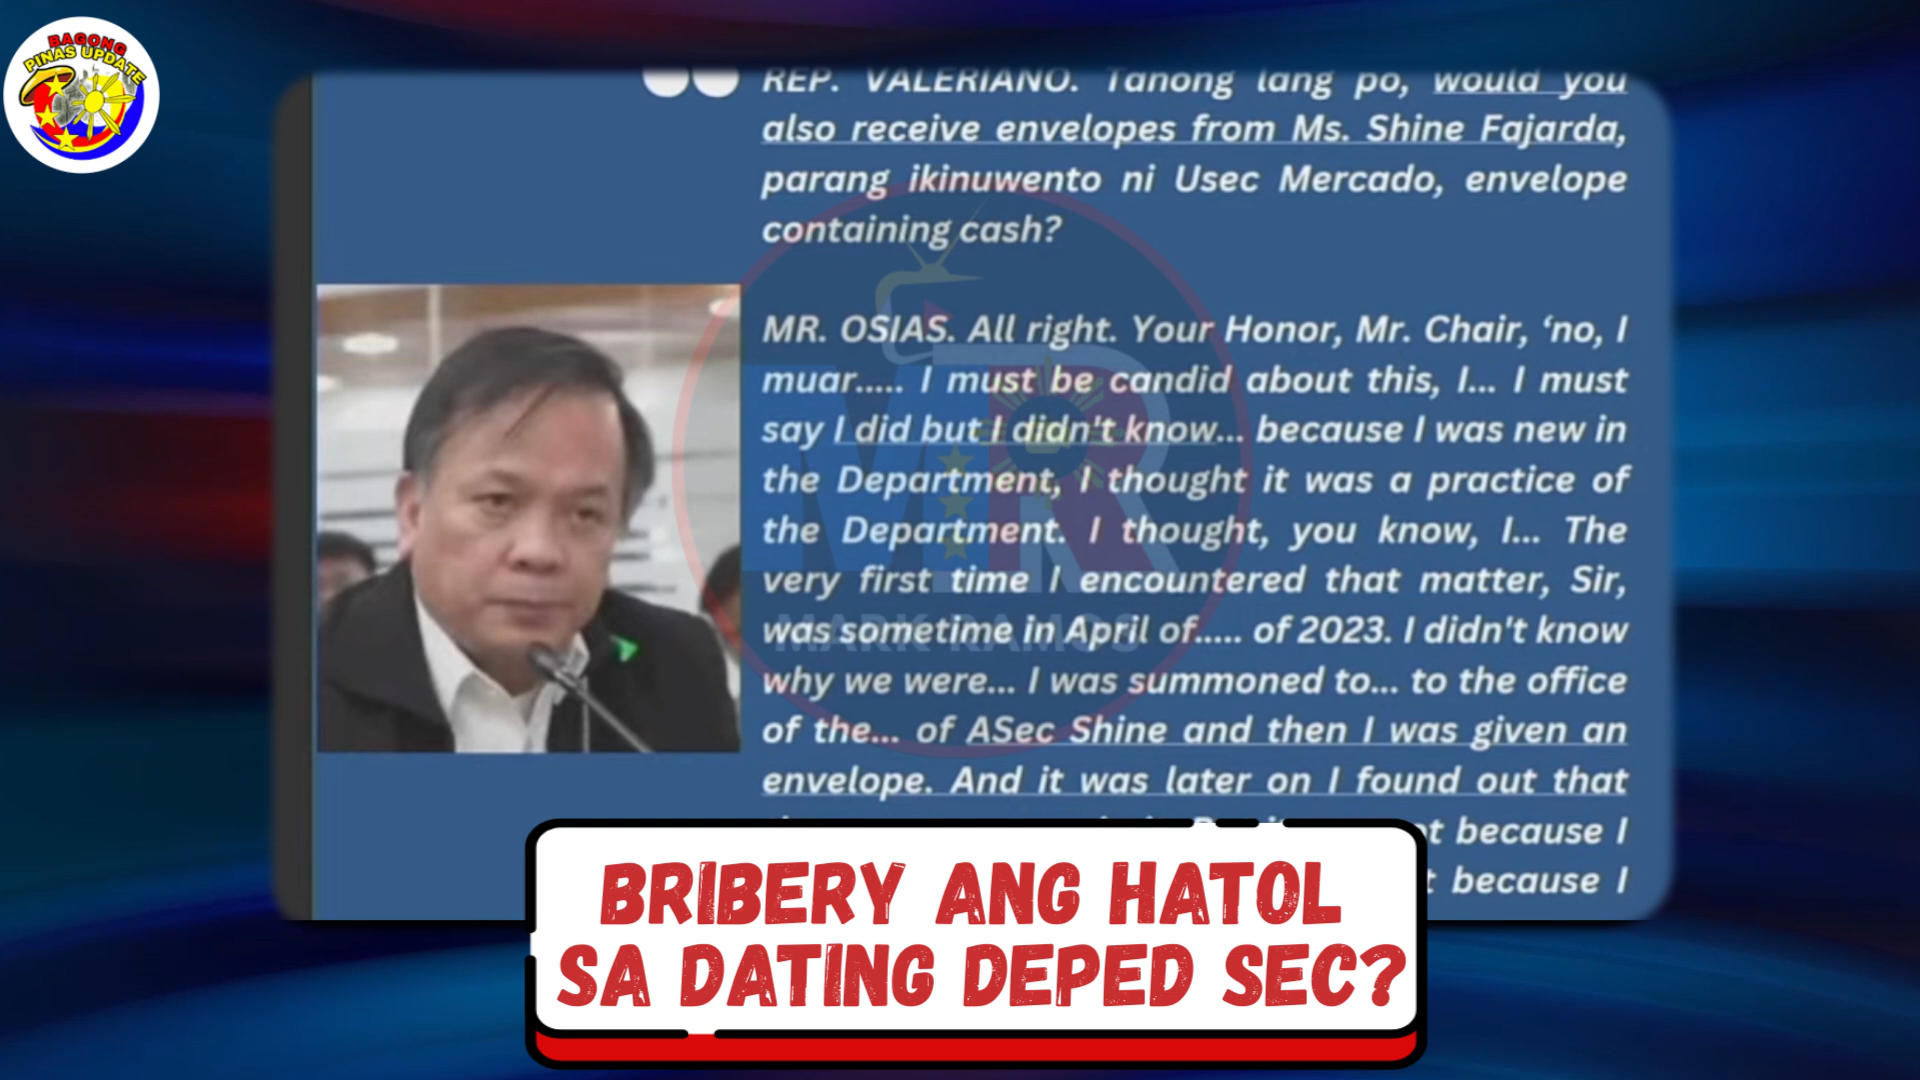 BAGONG
PINAS UPDATE
REP. VALERIANO. Tanong lang po, would you
also receive envelopes from Ms. Shine Fajarda,
parang ikinuwento ni Usec Mercado, envelope
containing cash?
MR. OSIAS. All right. Your Honor, Mr. Chair, ‘no, I
muar..... I must be candid about this, I... I must
say I did but I didn't know... because I was new in
the Department, I thought it was a practice of
the Department. I thought, you know, I... The
very first time I encountered that matter, Sir,
was sometime in April of..... of 2023. I didn't know
why we were... I was summoned to... to the office
of the... of ASec Shine and then I was given an
envelope. And it was later on I found out that
because I
because I
MR
MARK RAMOS
BRIBERY ANG HATOL
SA DATING DEPED SEC?